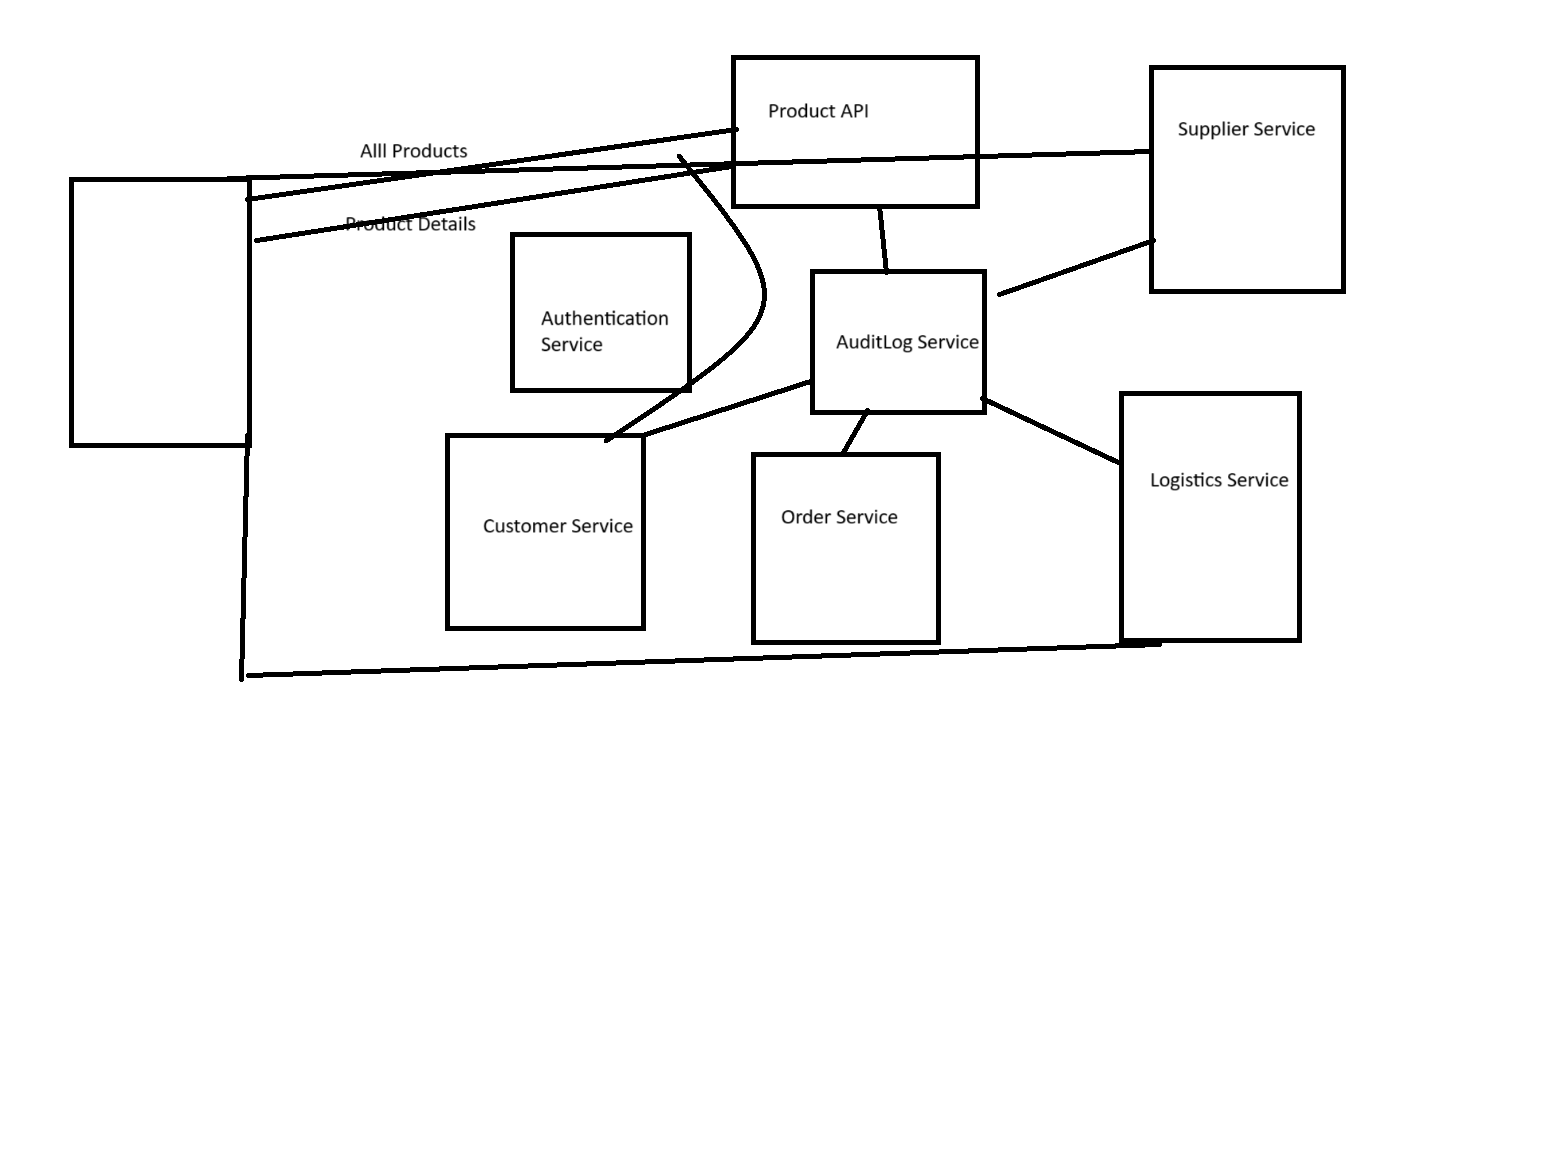 Product API
Supplier Service
Alll Products
Product Details
Authentication
Service
AuditLog Service
Logistics Service
Customer Service
Order Service